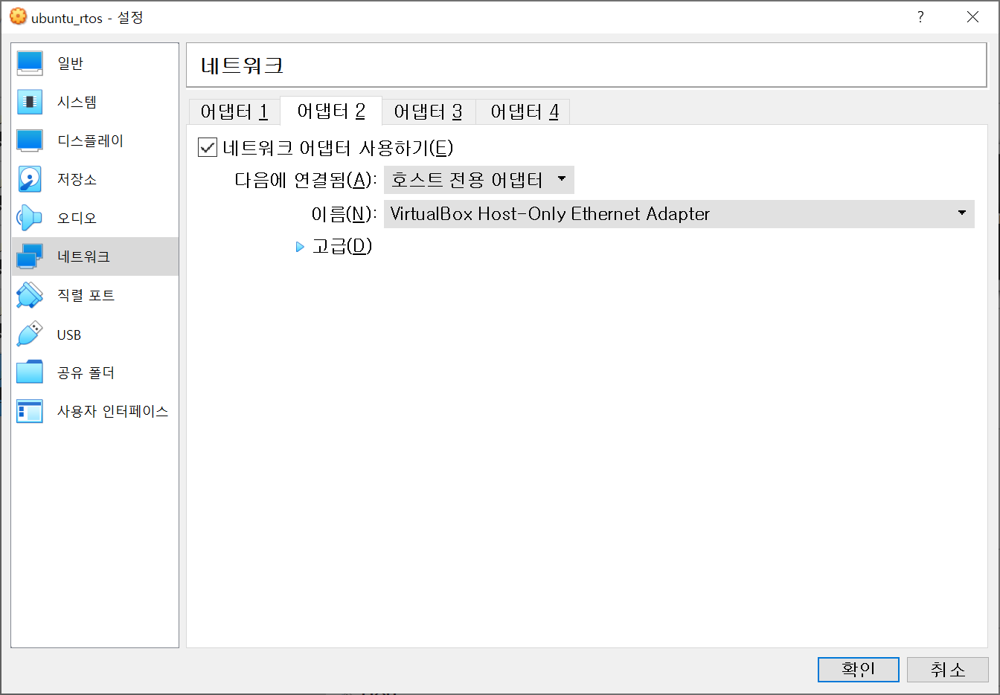 ubuntu_rtos - 설정
?
일반
시스템
디스플레이
저장소
오디오
네트워크
직렬 포트
USB
공유 폴더
사용자 인터페이스
네트워크
어댑터 1 어댑터 2 어댑터 3 어댑터 4
네트워크 어댑터 사용하기(E)
다음에 연결됨(A): 호스트 전용 어댑터
이름(N): VirtualBox Host-Only Ethernet Adapter
고급(D)
확인 취소